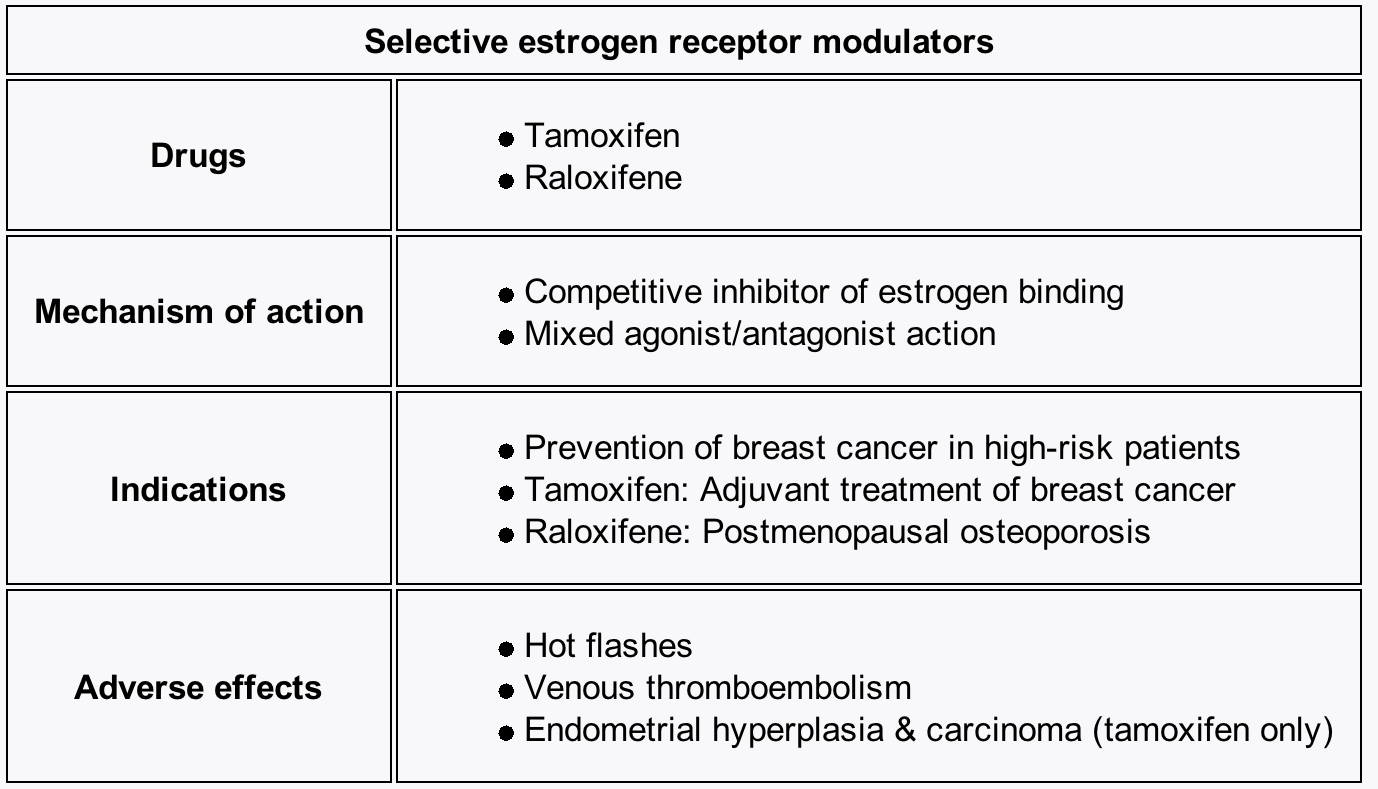 Selective estrogen receptor modulators
Drugs
● Tamoxifen
● Raloxifene
Mechanism of action
● Competitive inhibitor of estrogen binding
● Mixed agonist/antagonist action
Indications
● Prevention of breast cancer in high-risk patients
● Tamoxifen: Adjuvant treatment of breast cancer
● Raloxifene: Postmenopausal osteoporosis
Adverse effects
● Hot flashes
● Venous thromboembolism
● Endometrial hyperplasia & carcinoma (tamoxifen only)